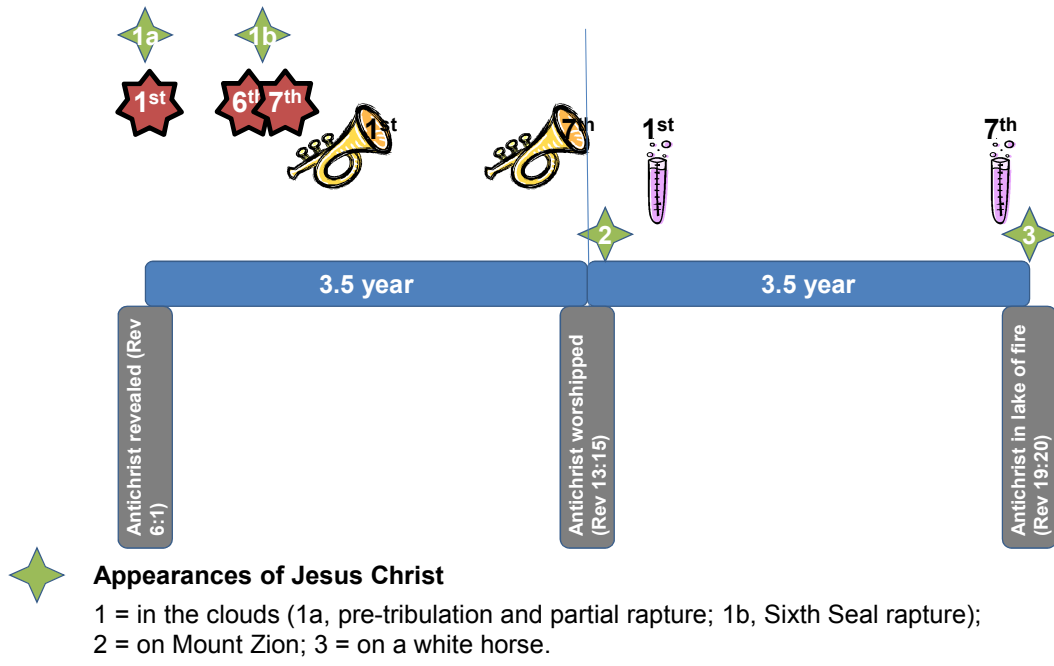 1a 1b
1st 6th 7th
1st 7th 1st 7th
2 3
3.5 year 3.5 year
Antichrist revealed (Rev
6:1)
Antichrist worshipped
(Rev 13:15)
Antichrist in lake of fire
(Rev 19:20)
Appearances of Jesus Christ
1 = in the clouds (1a, pre-tribulation and partial rapture; 1b, Sixth Seal rapture);
2 = on Mount Zion; 3 = on a white horse.